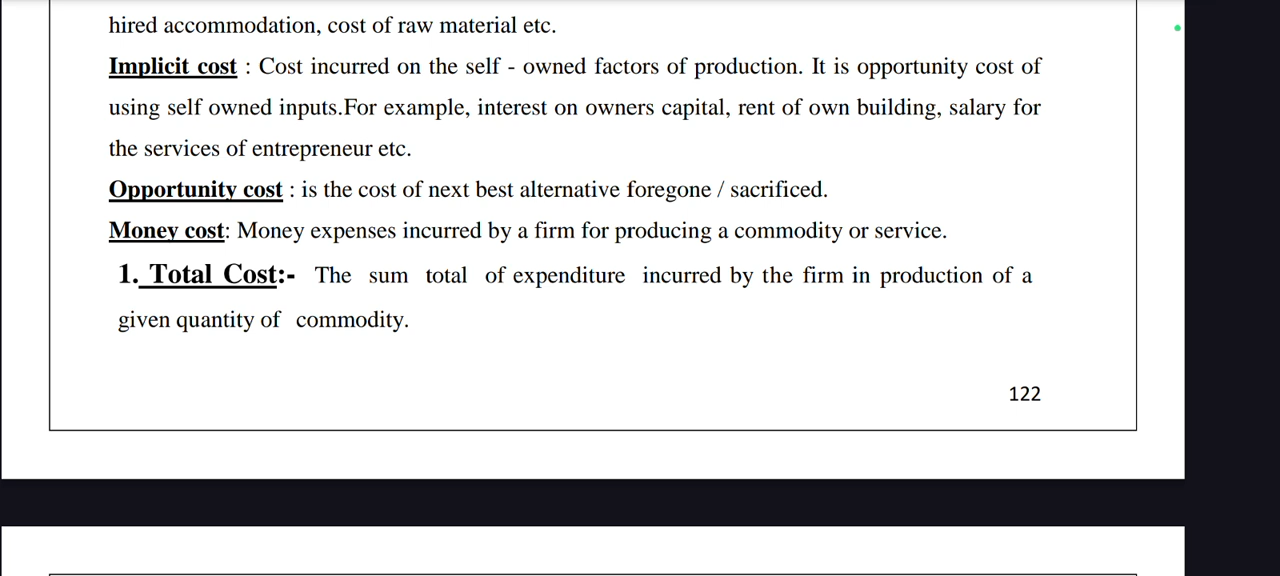 hired accommodation, cost of raw material etc.
Implicit cost : Cost incurred on the self - owned factors of production. It is opportunity cost of
using self owned inputs.For example, interest on owners capital, rent of own building, salary for
the services of entrepreneur etc.
Opportunity cost : is the cost of next best alternative foregone / sacrificed.
Money cost: Money expenses incurred by a firm for producing a commodity or service.
1. Total Cost:- The sum total of expenditure incurred by the firm in production of a
given quantity of commodity.
122